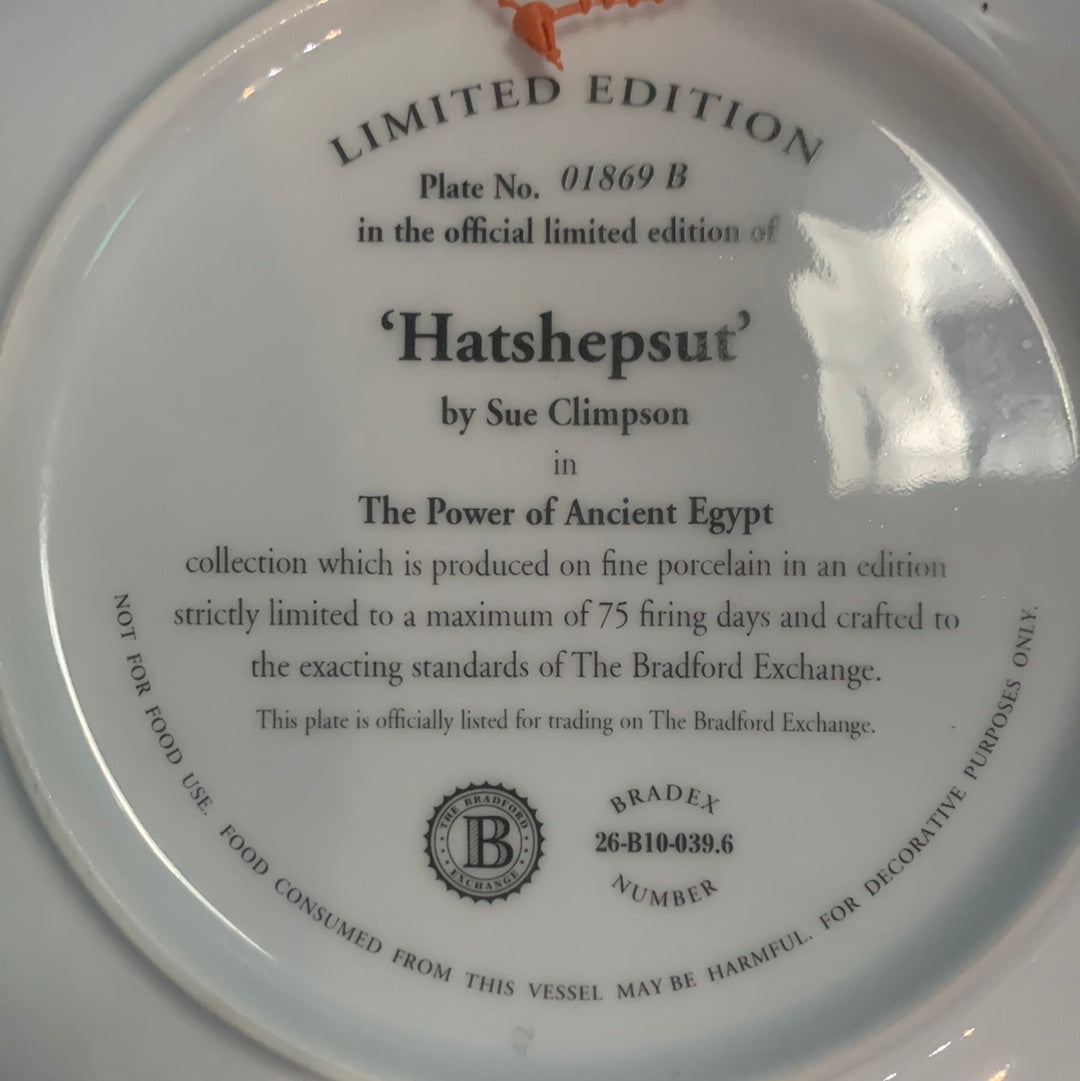 LIMITED EDITION
Plate No. 01869 B
in the official limited edition of
‘Hatshepsut’
by Sue Climpson
in
The Power of Ancient Egypt
collection which is produced on fine porcelain in an edition
strictly limited to a maximum of 75 firing days and crafted to
the exacting standards of The Bradford Exchange.
This plate is officially listed for trading on The Bradford Exchange.
THE BRADFORD
B
EXCHANGE
BRADEX
26-B10-039.6
NUMBER
NOT FOR FOOD USE. FOOD CONSUMED FROM THIS VESSEL MAY BE HARMFUL. FOR DECORATIVE PURPOSES ONLY.